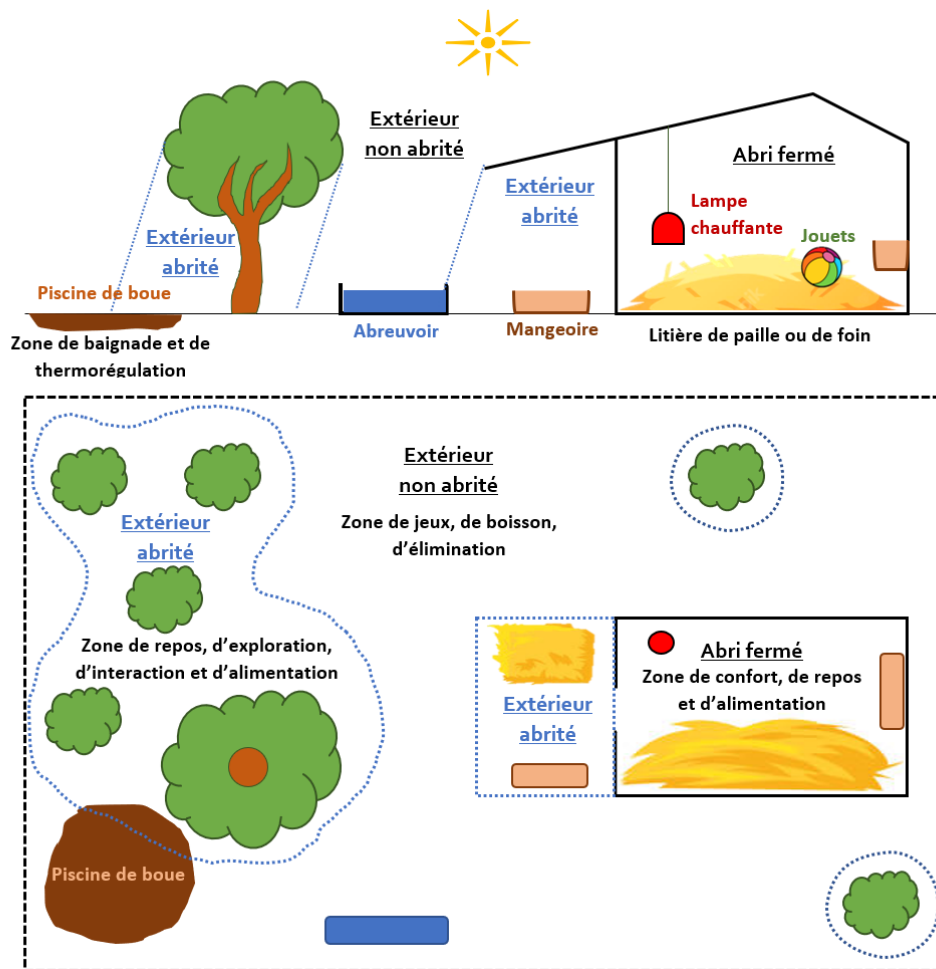 Extérieur
non abrité
Abri fermé
Extérieur
abrité
Lampe
chauffante
Extérieur
abrité
Jouets
Piscine de boue
Abreuvoir
Mangeoire
Litière de paille ou de foin
Zone de baignade et de
thermorégulation
Extérieur
non abrité
Zone de jeux, de boisson,
d'élimination
Extérieur
abrité
Zone de repos, d'exploration,
d'interaction et d'alimentation
Abri fermé
Zone de confort, de repos
et d'alimentation
Extérieur
abrité
Piscine de boue